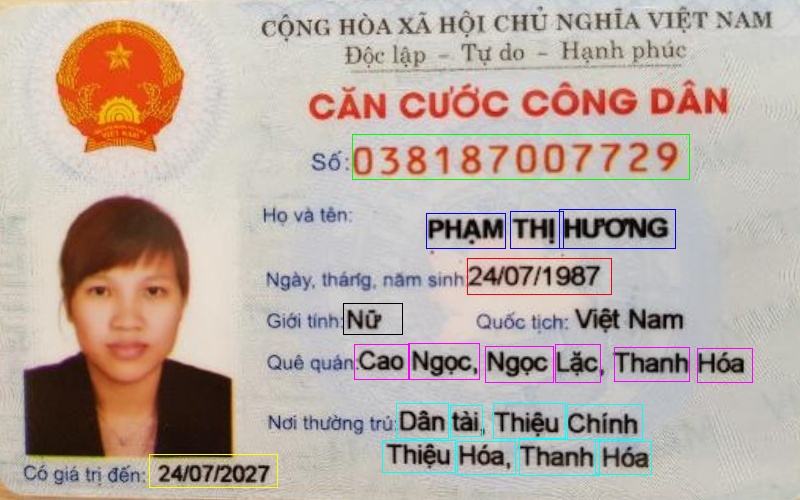 CỘNG HÒA XÃ HỘI CHỦ NGHĨA VIỆT NAM
Độc lập - Tự do - Hạnh phúc
CĂN CƯỚC CÔNG DÂN
Số: 038187007729
Họ và tên: PHẠM THỊ HƯƠNG
Ngày, tháng, năm sinh: 24/07/1987
Giới tính: Nữ Quốc tịch: Việt Nam
Quê quán: Cao Ngọc, Ngọc Lặc, Thanh Hóa
Nơi thường trú: Dân tài, Thiệu Chính
Thiệu Hóa, Thanh Hóa
Có giá trị đến: 24/07/2027